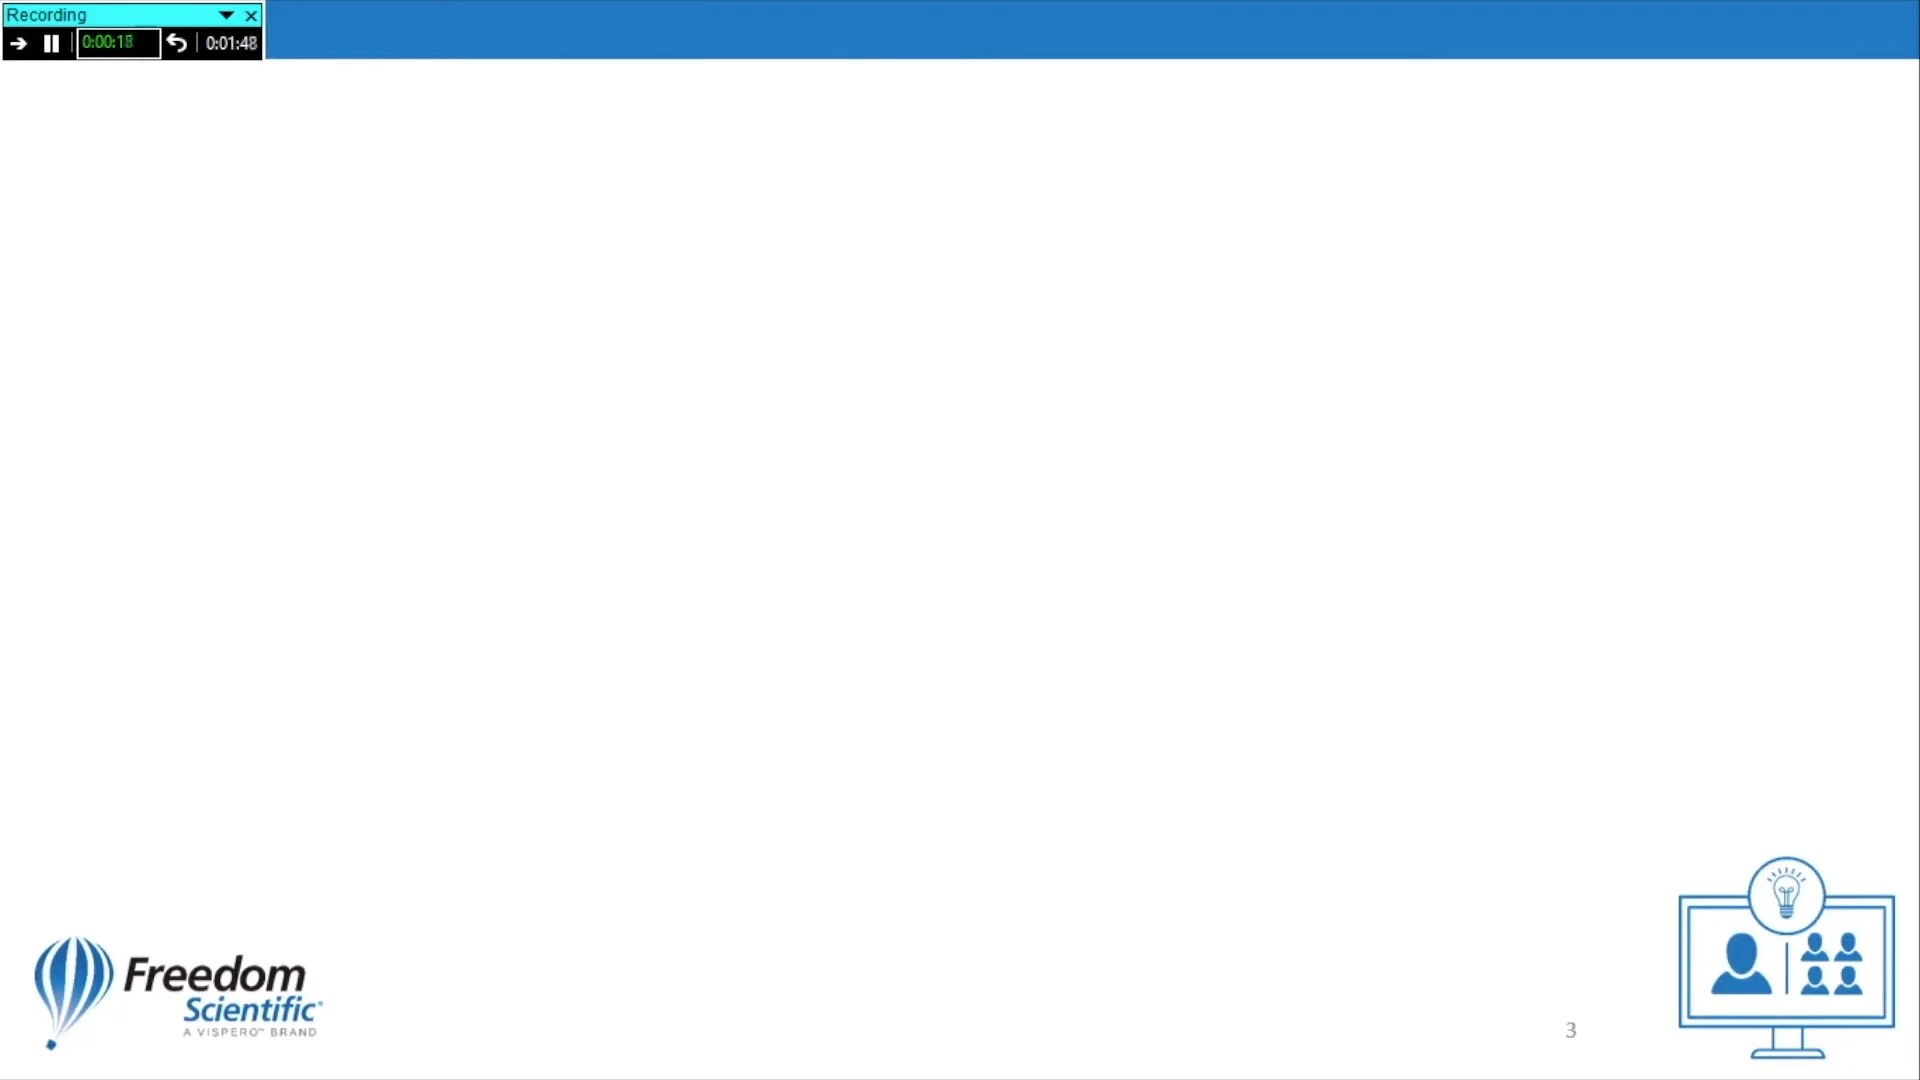 Recording
0:00:18
0:01:48
Freedom
Scientific®
A VISPERO™ BRAND
3